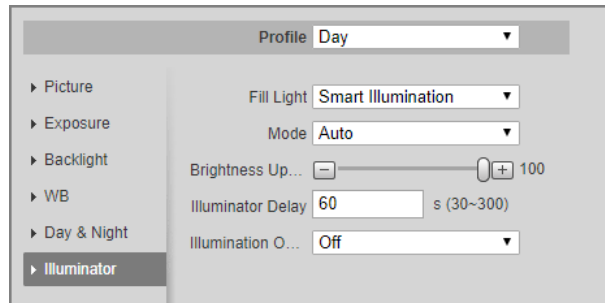 Profile Day
Picture
Exposure
Backlight
WB
Day & Night
Illuminator
Fill Light Smart Illumination
Mode Auto
Brightness Up... 100
Illuminator Delay 60 s (30~300)
Illumination O... Off